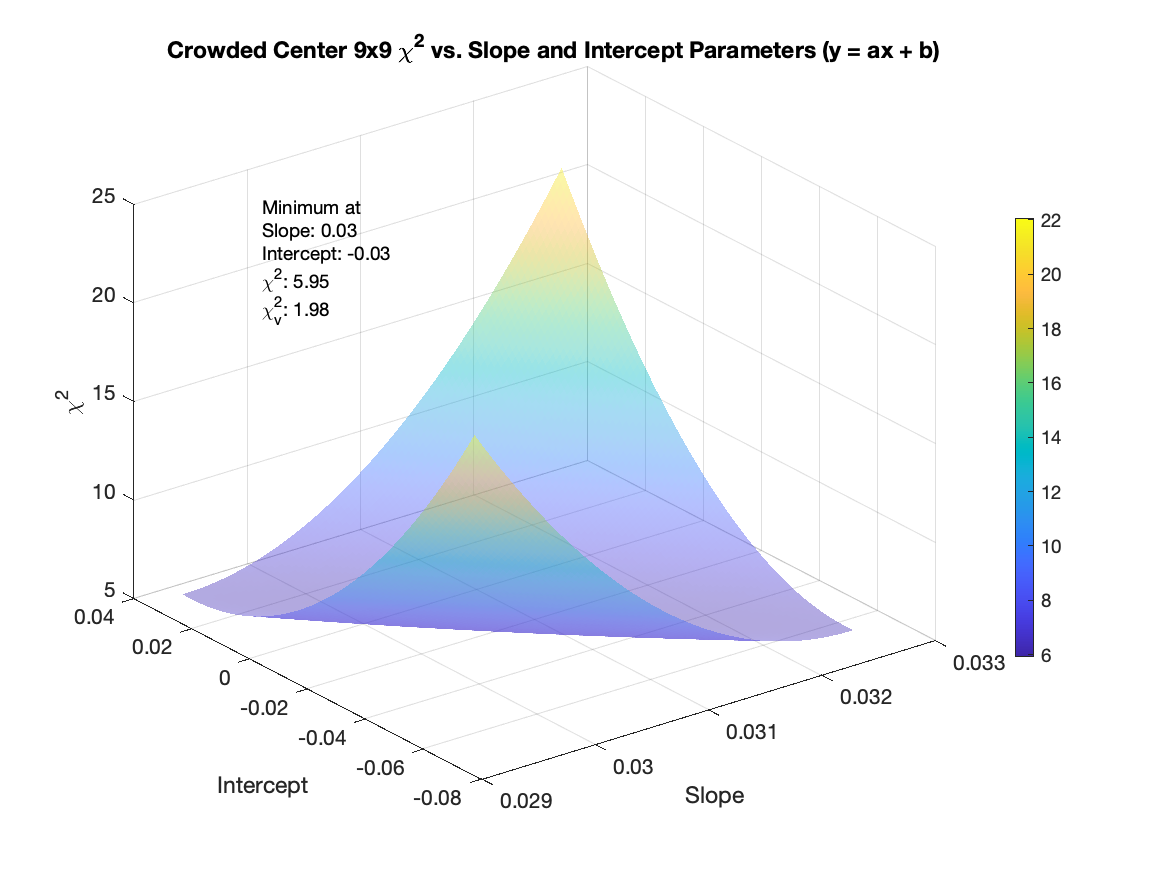 Crowded Center 9x9 χ² vs. Slope and Intercept Parameters (y = ax + b)
Minimum at
Slope: 0.03
Intercept: -0.03
χ²: 5.95
χ²ᵥ: 1.98
25
20
15
10
5
χ²
0.04
0.02
0
-0.02
-0.04
-0.06
-0.08
Intercept
0.029
0.03
0.031
0.032
0.033
Slope
22
20
18
16
14
12
10
8
6